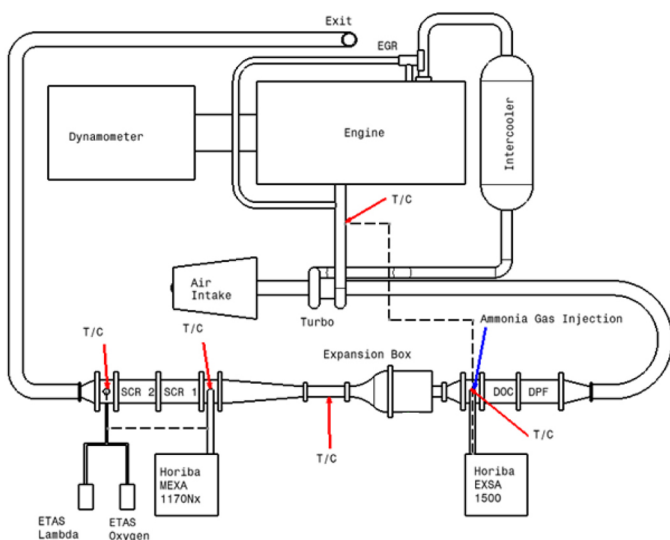 Exit
EGR
Dynamometer
Engine
Intercooler
T/C
Air
Intake
Turbo
Ammonia Gas Injection
T/C
T/C
Expansion Box
SCR 2
SCR 1
DOC
DPF
T/C
T/C
Horiba
MEXA
1170Nx
Horiba
EXSA
1500
ETAS
Lambda
ETAS
Oxygen